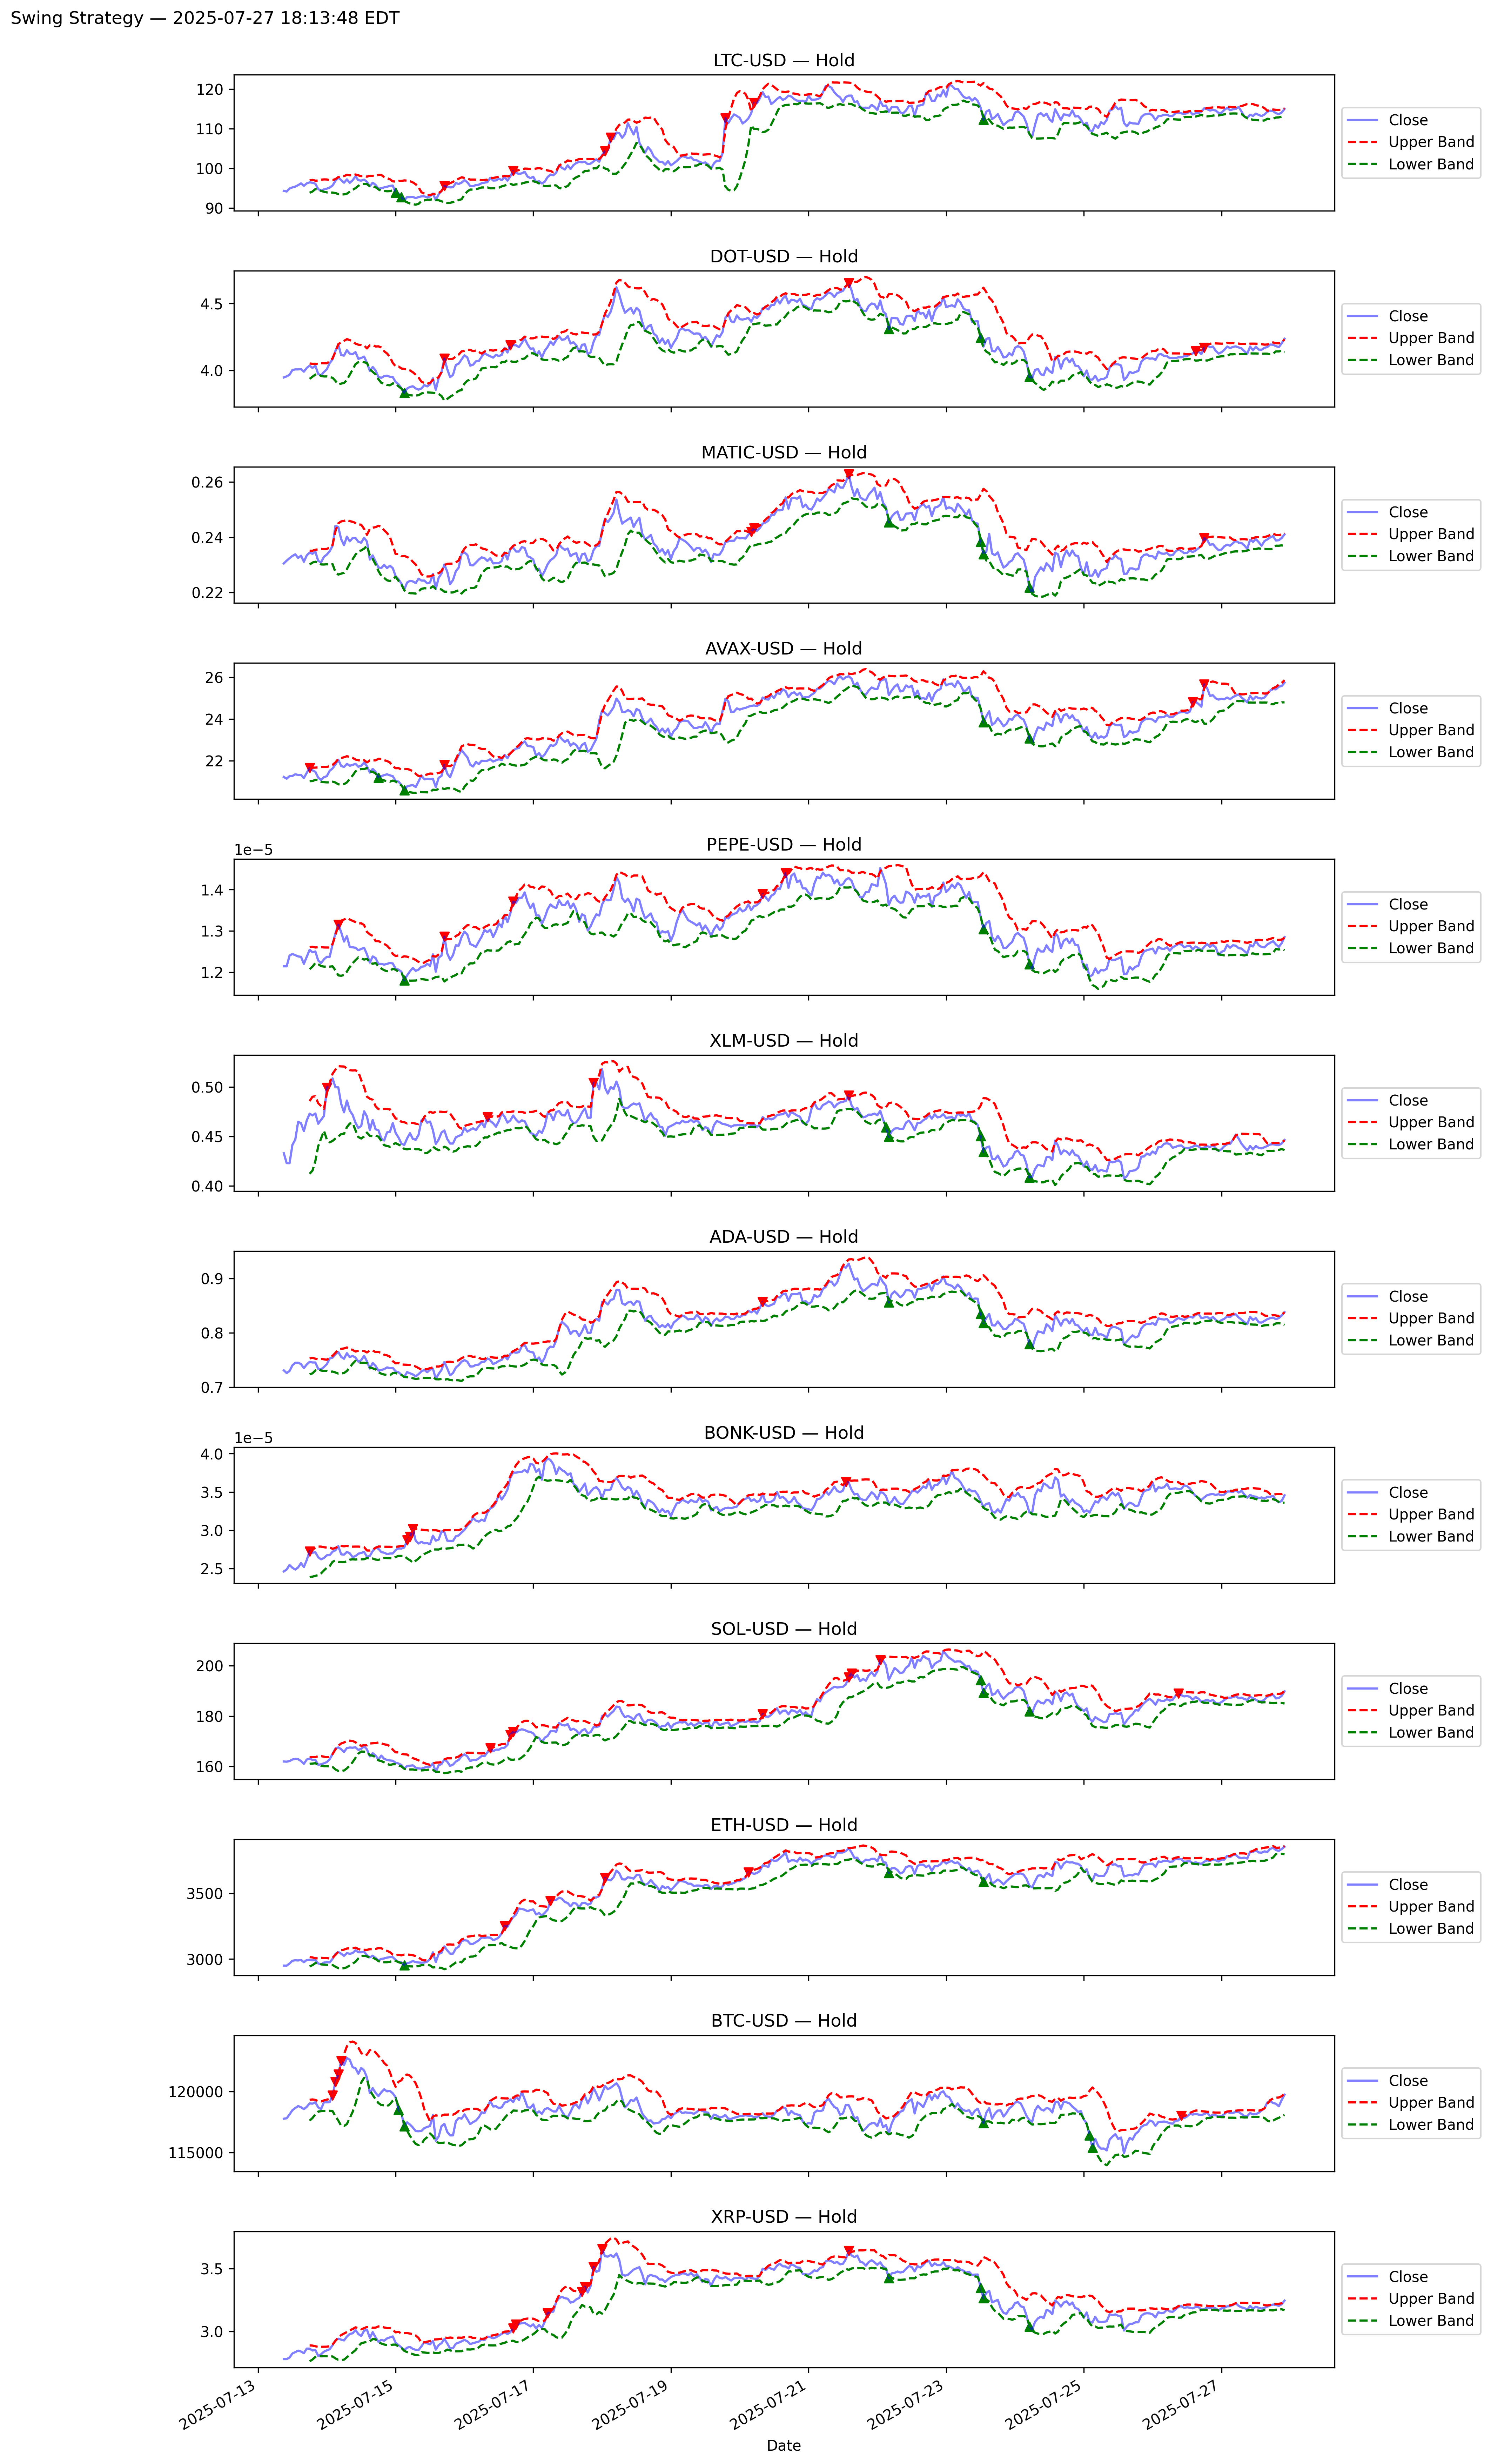 Swing Strategy — 2025-07-27 18:13:48 EDT
LTC-USD — Hold
120
110
100
90
Close
Upper Band
Lower Band
DOT-USD — Hold
4.5
4.0
Close
Upper Band
Lower Band
MATIC-USD — Hold
0.26
0.24
0.22
Close
Upper Band
Lower Band
AVAX-USD — Hold
26
24
22
Close
Upper Band
Lower Band
PEPE-USD — Hold
1e−5
1.4
1.3
1.2
Close
Upper Band
Lower Band
XLM-USD — Hold
0.50
0.45
0.40
Close
Upper Band
Lower Band
ADA-USD — Hold
0.9
0.8
0.7
Close
Upper Band
Lower Band
BONK-USD — Hold
1e−5
4.0
3.5
3.0
2.5
Close
Upper Band
Lower Band
SOL-USD — Hold
200
180
160
Close
Upper Band
Lower Band
ETH-USD — Hold
3500
3000
Close
Upper Band
Lower Band
BTC-USD — Hold
120000
115000
Close
Upper Band
Lower Band
XRP-USD — Hold
3.5
3.0
Close
Upper Band
Lower Band
2025-07-13
2025-07-15
2025-07-17
2025-07-19
2025-07-21
2025-07-23
2025-07-25
2025-07-27
Date